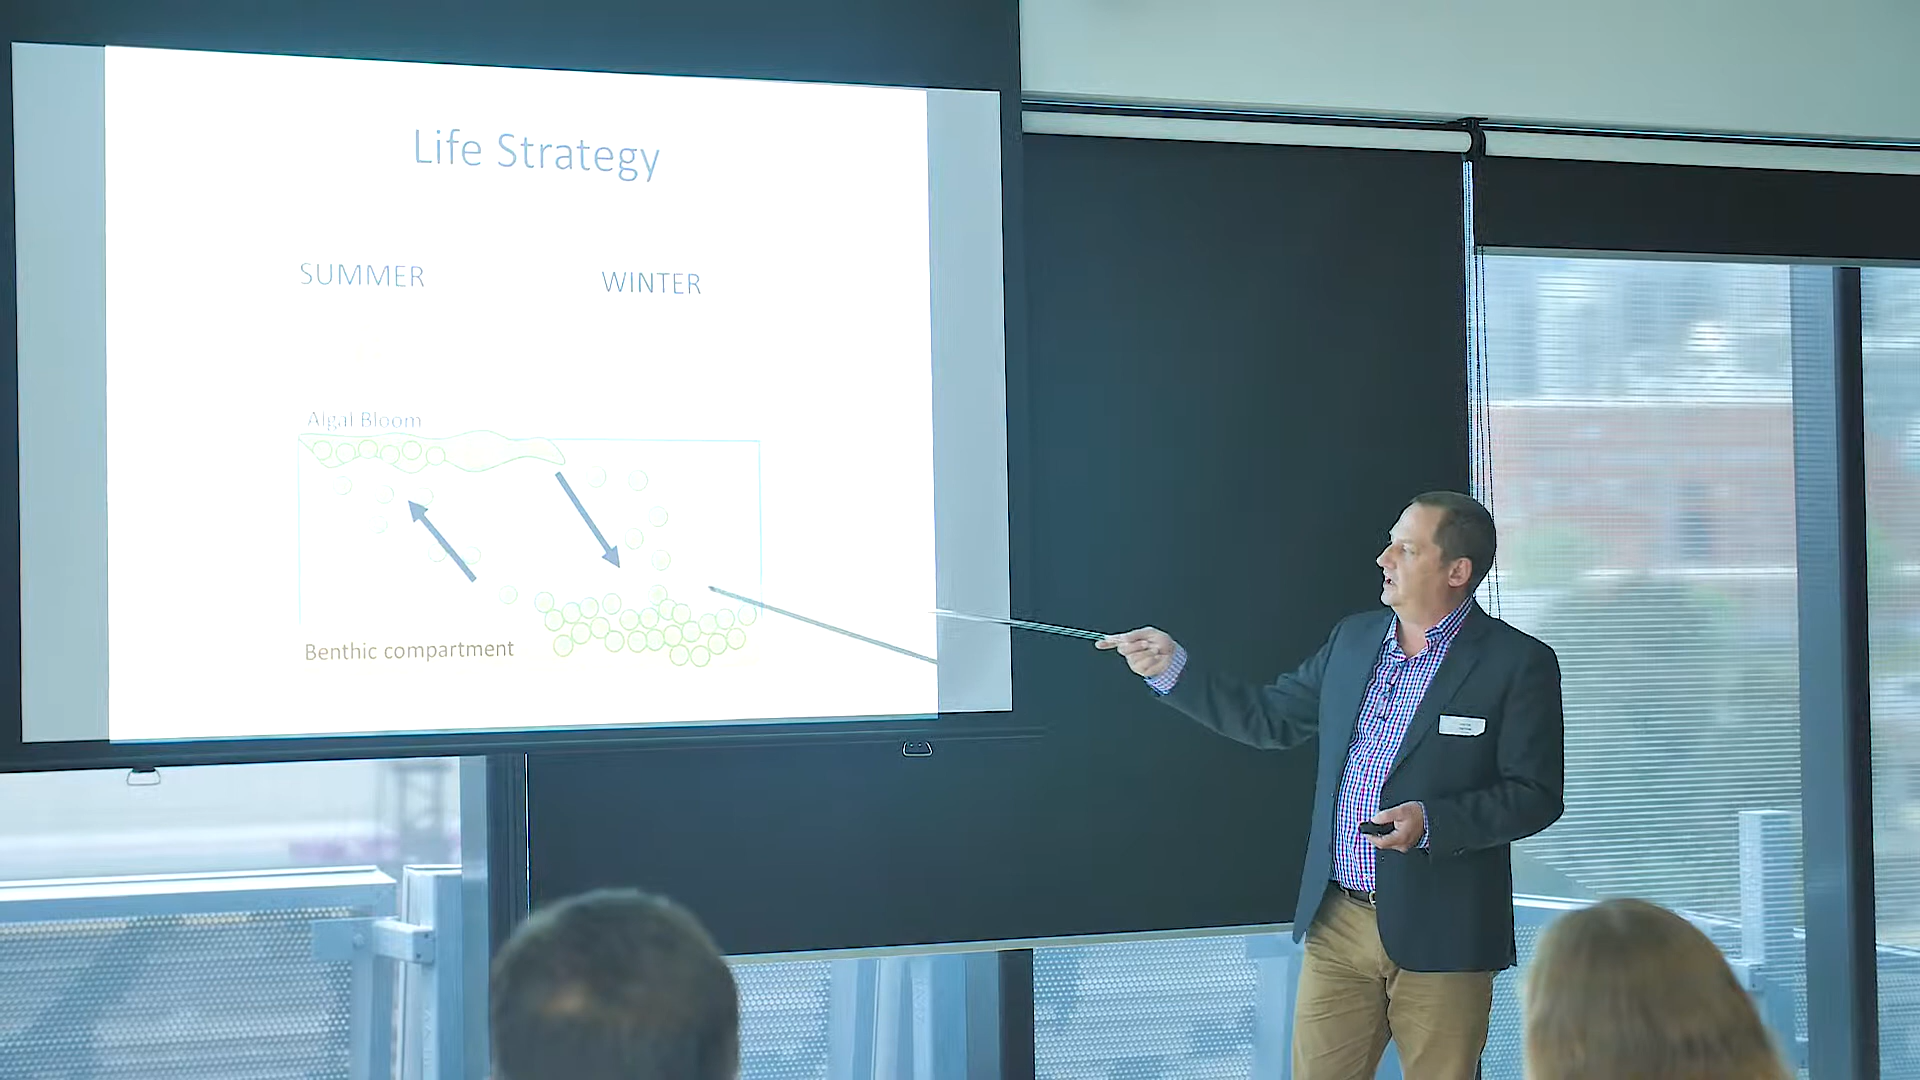 Life Strategy
SUMMER
WINTER
Algal Bloom
Benthic compartment